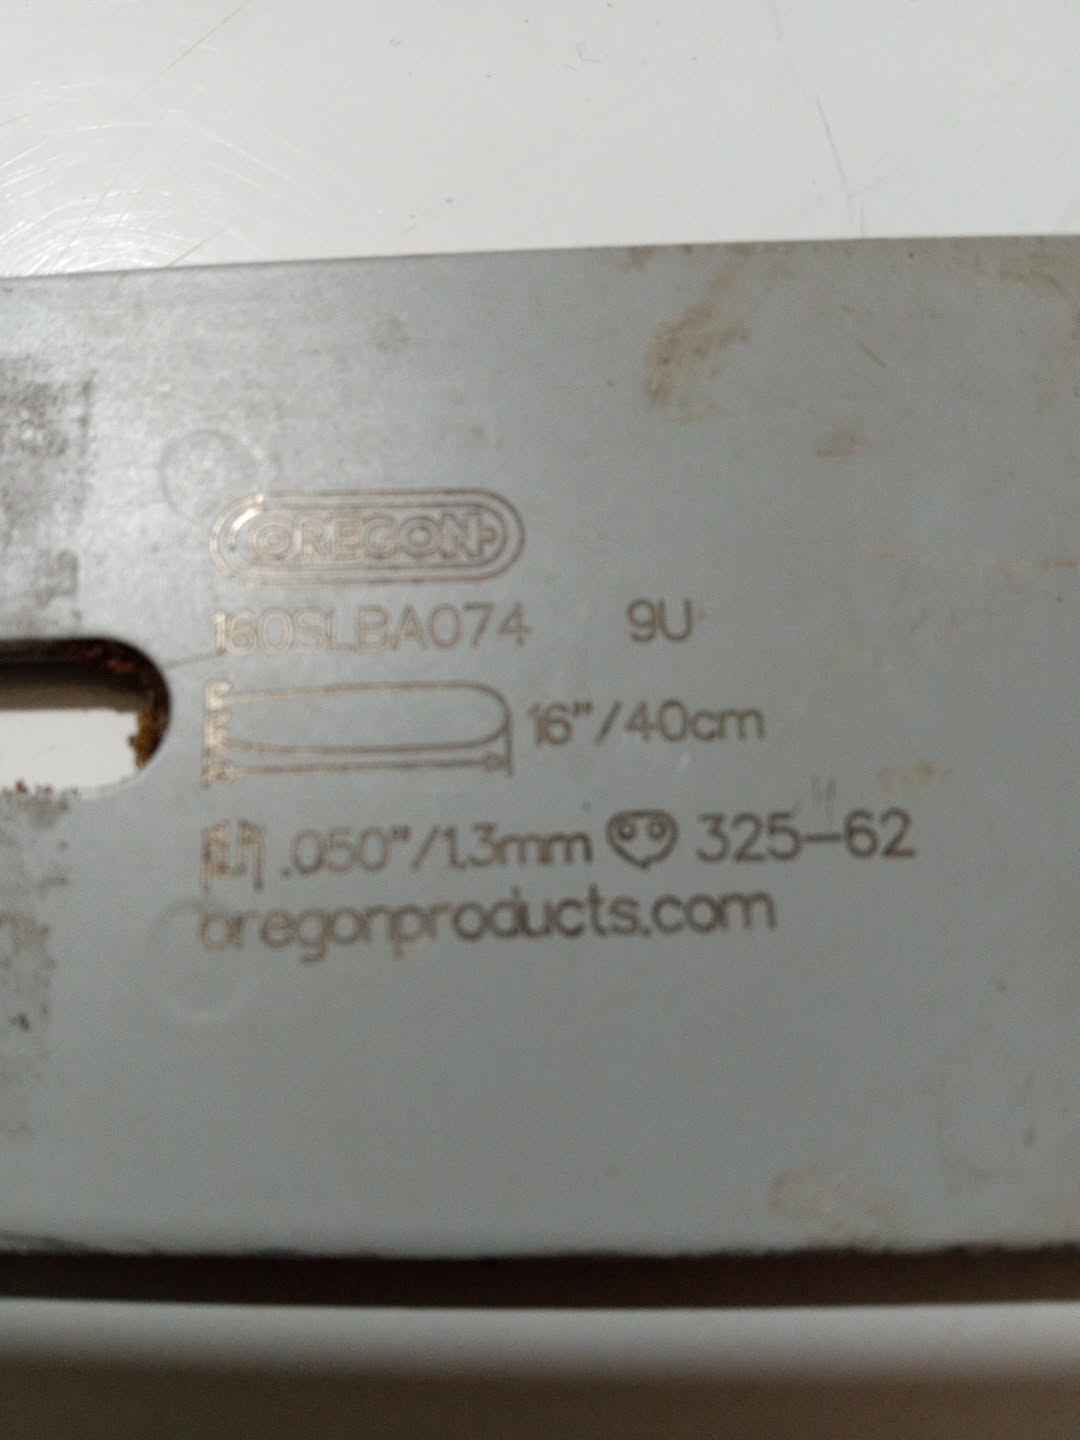 OREGON
160SLBA074 9U
16"/40cm
.050"/1.3mm 325-62
oregonproducts.com